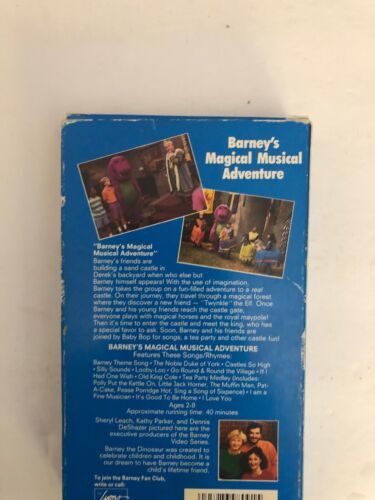 Barney's
Magical Musical
Adventure
"Barney's Magical
Musical Adventure"
Barney's friends are
building a sand castle in
Derek's backyard when who else but
Barney himself appears! With the use of imagination,
Barney takes the group on a fun-filled adventure to a real
castle. On their journey, they travel through a magical forest
where they discover a new friend — "Twynkle" the Elf. Once
Barney and his young friends reach the castle gate,
everyone plays with magical horses and the royal maypole!
Then it's time to enter the castle and meet the king, who has
a special favor to ask. Soon, Barney and his friends are
joined by Baby Bop for songs, a tea party and other castle fun!
BARNEY'S MAGICAL MUSICAL ADVENTURE
Features These Songs/Rhymes:
Barney Theme Song • The Noble Duke of York • Castles So High
• Silly Sounds • Looby-Loo • Go Round & Round the Village • If I
Had One Wish • Old King Cole • Tea Party Medley (includes:
Polly Put the Kettle On, Little Jack Horner, The Muffin Man, Pat-
A-Cake, Pease Porridge Hot, Sing a Song of Sixpence) • I am a
Fine Musician • It's Good To Be Home • I Love You
Ages 2-8
Approximate running time: 40 minutes
Sheryl Leach, Kathy Parker, and Dennis
DeShazer pictured here are the
executive producers of the Barney
Video Series.
Barney the Dinosaur was created to
celebrate children and childhood. It is
our dream to have Barney become a
child's lifetime friend.
To join the Barney Fan Club,
write or call:
Lyons